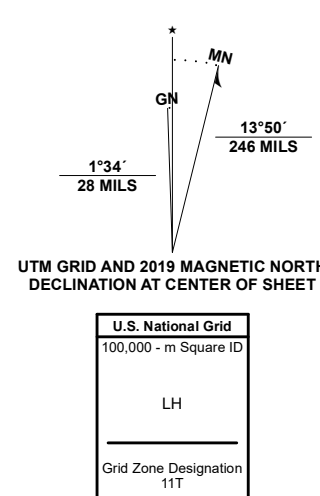 ★
MN
GN
13°50´
246 MILS
1°34´
28 MILS
UTM GRID AND 2019 MAGNETIC NORTH
DECLINATION AT CENTER OF SHEET
U.S. National Grid
100,000 - m Square ID
LH
Grid Zone Designation
11T